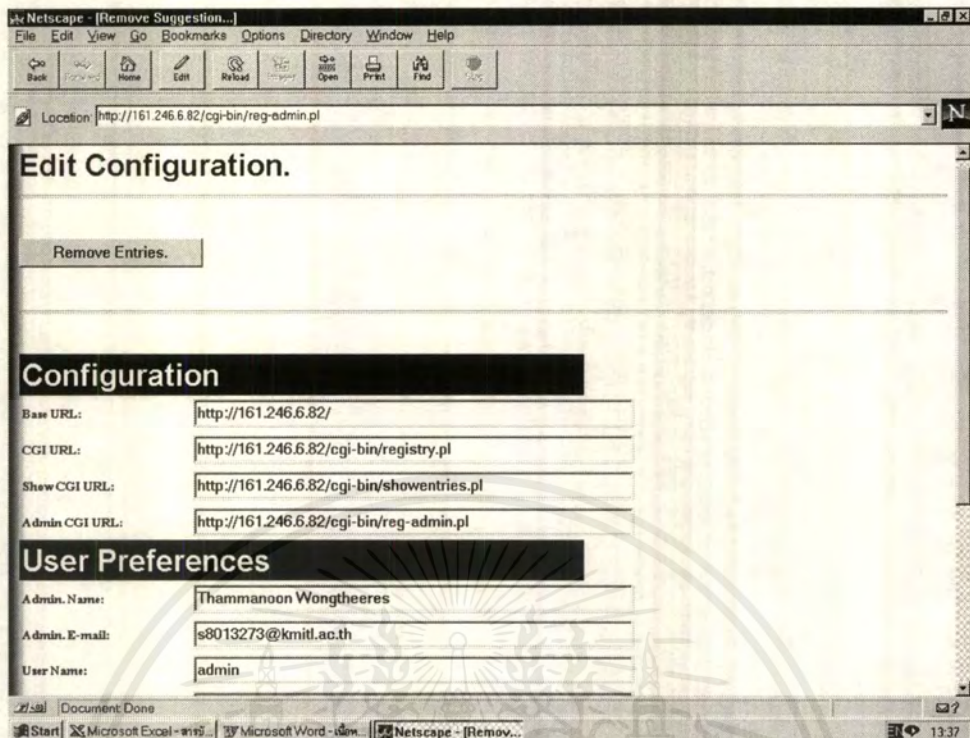 Netscape - [Remove Suggestion...]
File Edit View Go Bookmarks Options Directory Window Help
Back Forward Home Edit Reload Images Open Print Find Stop
Location: http://161.246.6.82/cgi-bin/reg-admin.pl
N
Edit Configuration.
Remove Entries.
Configuration
Base URL: http://161.246.6.82/
CGI URL: http://161.246.6.82/cgi-bin/registry.pl
Show CGI URL: http://161.246.6.82/cgi-bin/showentries.pl
Admin CGI URL: http://161.246.6.82/cgi-bin/reg-admin.pl
User Preferences
Admin. Name: Thammanoon Wongtheeres
Admin. E-mail: s8013273@kmitl.ac.th
User Name: admin
Document: Done
Start Microsoft Excel - Microsoft Word - Netscape - [Remov... 13:37